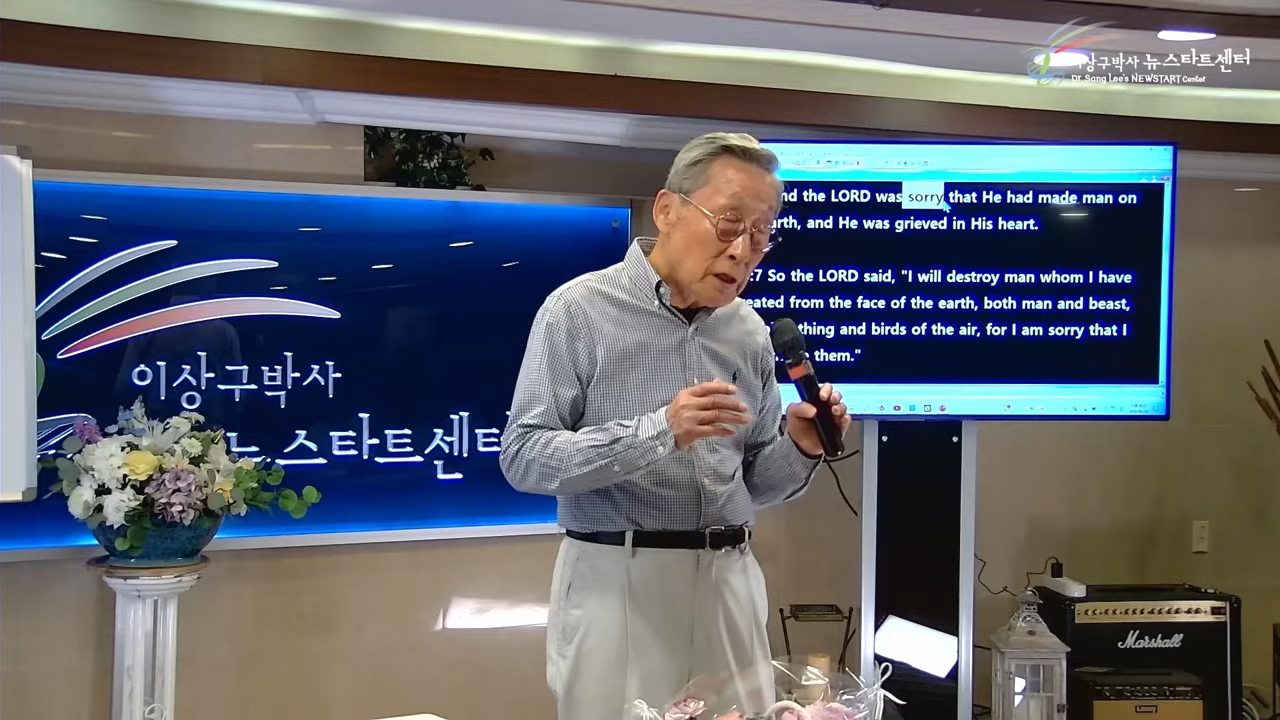 이상구박사 뉴스타트센터
Dr. Sang Lee's NEWSTART Center
nd the LORD was sorry that He had made man on
arth, and He was grieved in His heart.
:7 So the LORD said, "I will destroy man whom I have
eated from the face of the earth, both man and beast,
thing and birds of the air, for I am sorry that I
them."
이상구박사
뉴스타트센터
Marshall